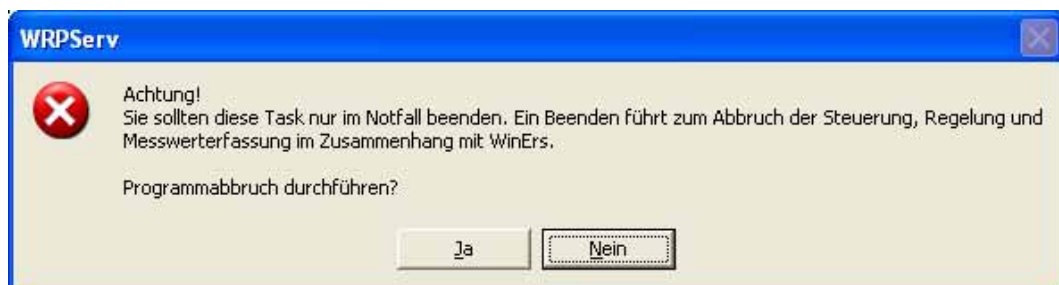 WRPServ
Achtung!
Sie sollten diese Task nur im Notfall beenden. Ein Beenden führt zum Abbruch der Steuerung, Regelung und
Messwerterfassung im Zusammenhang mit WinErs.
Programmabbruch durchführen?
Ja
Nein